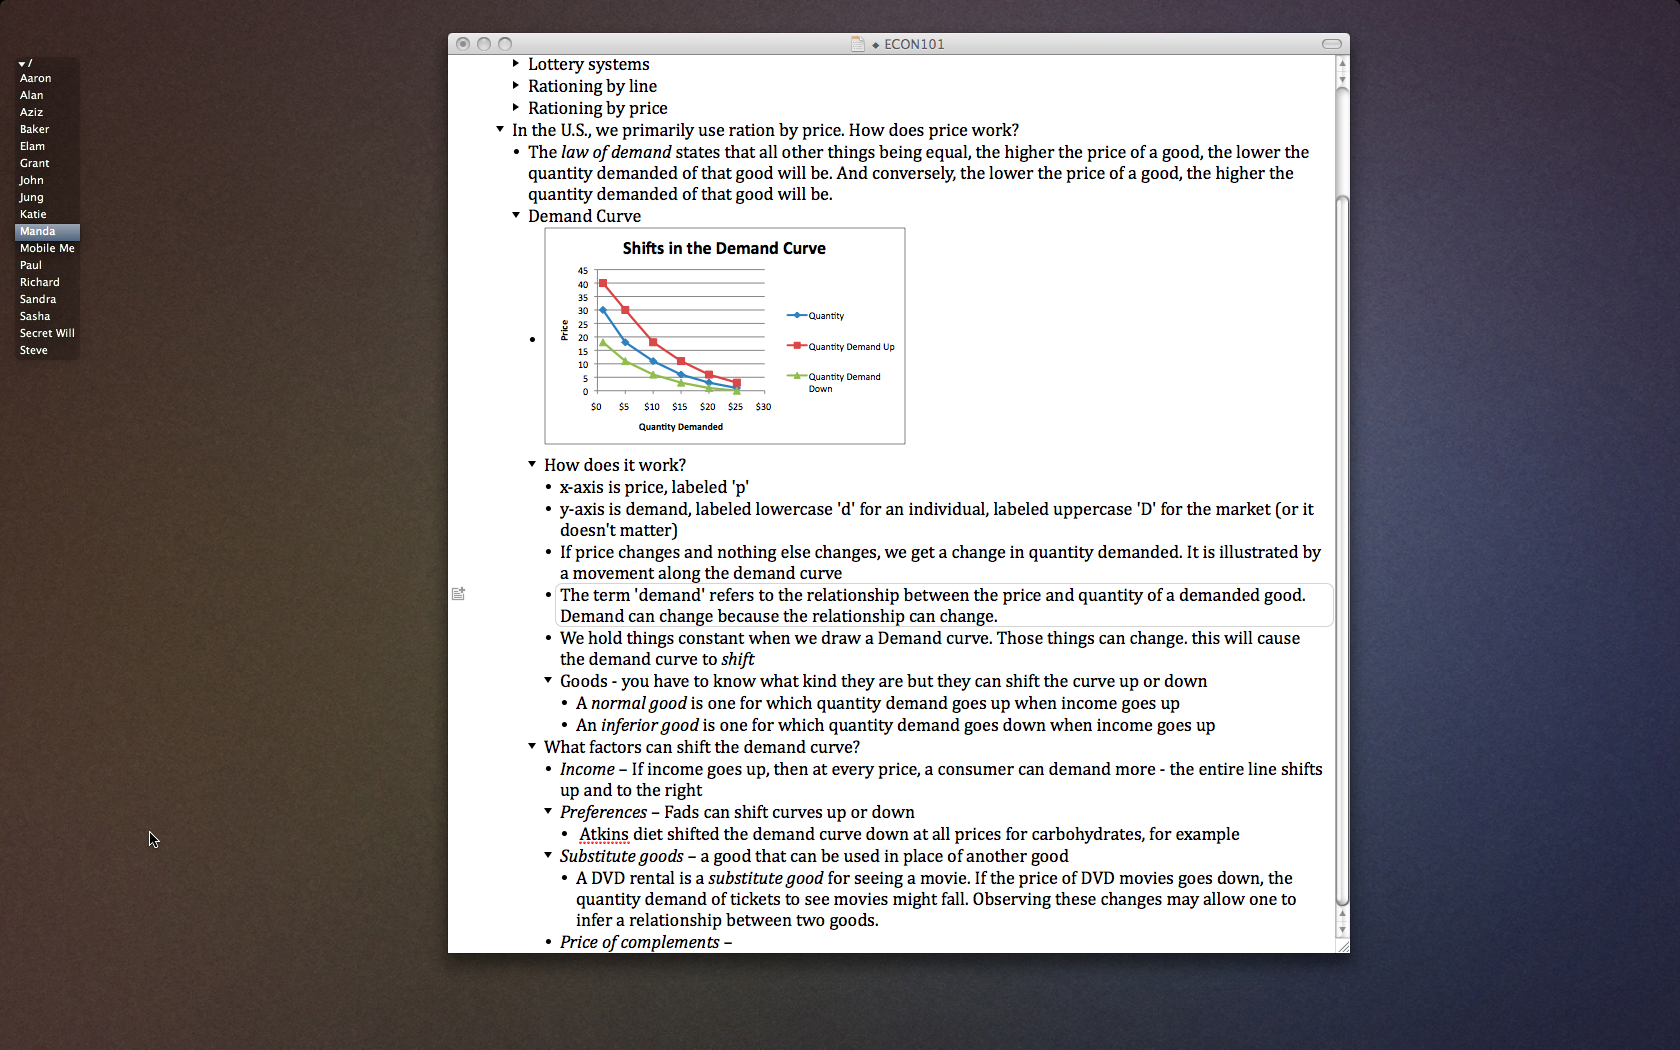 /
Aaron
Alan
Aziz
Baker
Elam
Grant
John
Jung
Katie
Manda
Mobile Me
Paul
Richard
Sandra
Sasha
Secret Will
Steve
ECON101
Lottery systems
Rationing by line
Rationing by price
In the U.S., we primarily use ration by price. How does price work?
• The law of demand states that all other things being equal, the higher the price of a good, the lower the
quantity demanded of that good will be. And conversely, the lower the price of a good, the higher the
quantity demanded of that good will be.
Demand Curve
Shifts in the Demand Curve
45
40
35
30
25
20
15
10
5
0
Price
$0 $5 $10 $15 $20 $25 $30
Quantity Demanded
Quantity
Quantity Demand Up
Quantity Demand
Down
How does it work?
• x-axis is price, labeled 'p'
• y-axis is demand, labeled lowercase 'd' for an individual, labeled uppercase 'D' for the market (or it
doesn't matter)
• If price changes and nothing else changes, we get a change in quantity demanded. It is illustrated by
a movement along the demand curve
• The term 'demand' refers to the relationship between the price and quantity of a demanded good.
Demand can change because the relationship can change.
• We hold things constant when we draw a Demand curve. Those things can change. this will cause
the demand curve to shift
Goods - you have to know what kind they are but they can shift the curve up or down
• A normal good is one for which quantity demand goes up when income goes up
• An inferior good is one for which quantity demand goes down when income goes up
What factors can shift the demand curve?
• Income – If income goes up, then at every price, a consumer can demand more - the entire line shifts
up and to the right
Preferences – Fads can shift curves up or down
• Atkins diet shifted the demand curve down at all prices for carbohydrates, for example
Substitute goods – a good that can be used in place of another good
• A DVD rental is a substitute good for seeing a movie. If the price of DVD movies goes down, the
quantity demand of tickets to see movies might fall. Observing these changes may allow one to
infer a relationship between two goods.
• Price of complements –